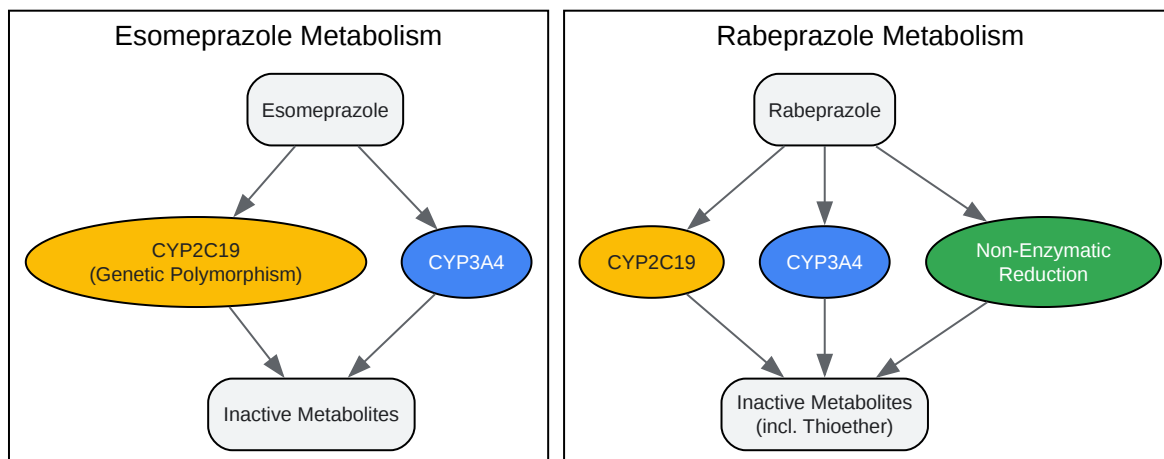 Esomeprazole Metabolism
Esomeprazole
CYP2C19
(Genetic Polymorphism)
CYP3A4
Inactive Metabolites
Rabeprazole Metabolism
Rabeprazole
CYP2C19
CYP3A4
Non-Enzymatic
Reduction
Inactive Metabolites
(incl. Thioether)